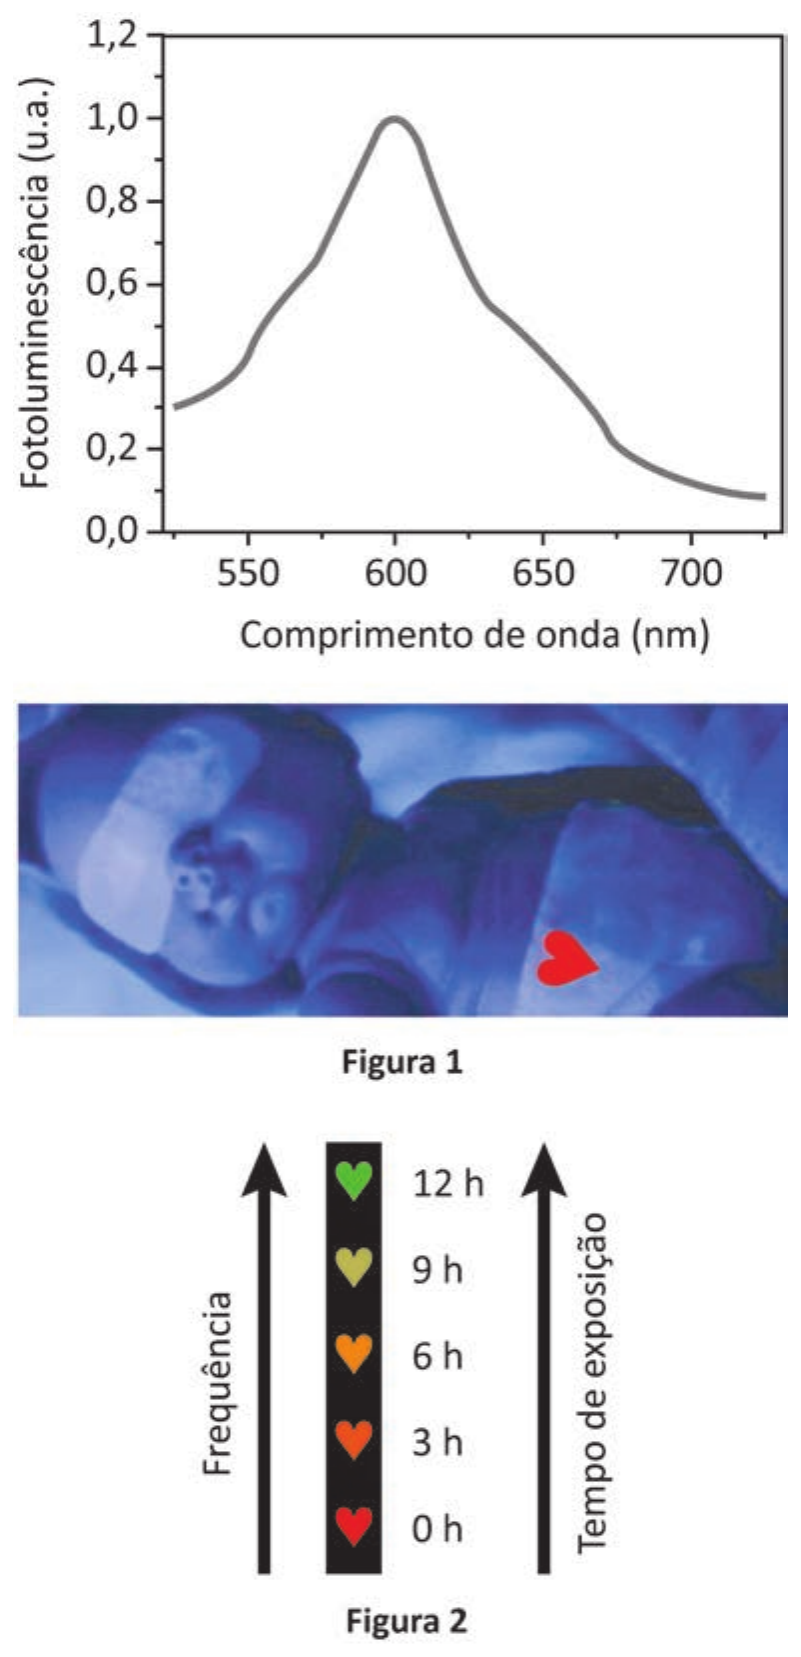 1,2
1,0
0,8
0,6
0,4
0,2
0,0
Fotoluminescência (u.a.)
550 600 650 700
Comprimento de onda (nm)
Figura 1
12 h
9 h
6 h
3 h
0 h
Frequência
Tempo de exposição
Figura 2